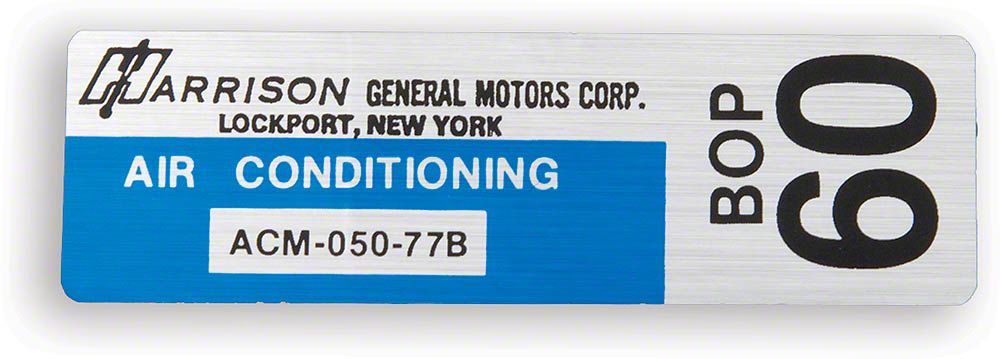 HARRISON GENERAL MOTORS CORP.
LOCKPORT, NEW YORK
AIR CONDITIONING
ACM-050-77B
BOP
60